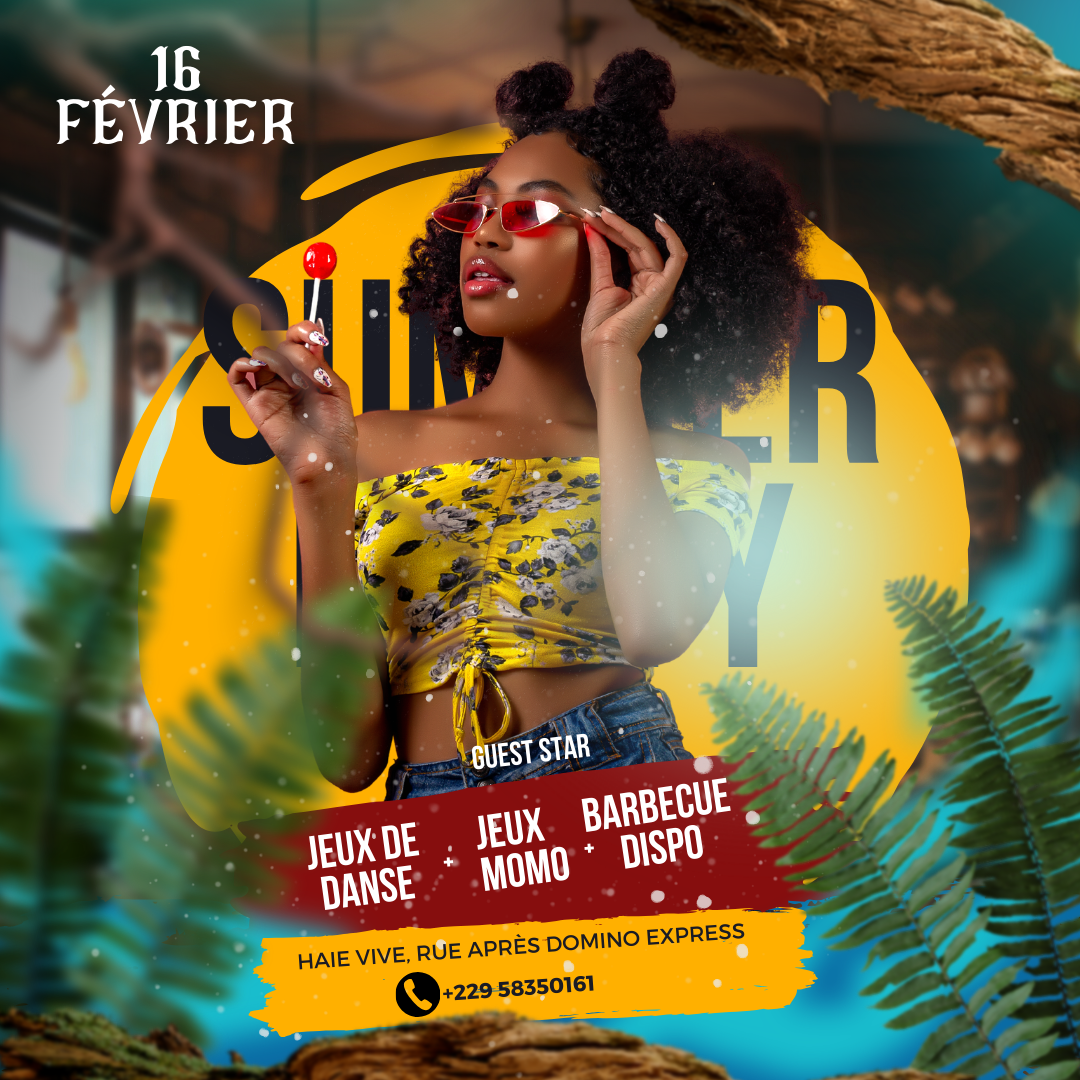 16
FÉVRIER
SUMMER
GUEST STAR
JEUX DE
DANSE
+
JEUX
MOMO
+
BARBECUE
DISPO
HAIE VIVE, RUE APRÈS DOMINO EXPRESS
+229 58350161